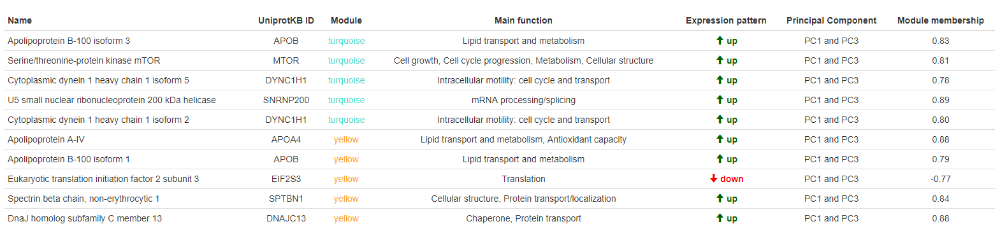 Name UniprotKB ID Module Main function Expression pattern Principal Component Module membership
Apolipoprotein B-100 isoform 3 APOB turquoise Lipid transport and metabolism up PC1 and PC3 0.83
Serine/threonine-protein kinase mTOR MTOR turquoise Cell growth, Cell cycle progression, Metabolism, Cellular structure up PC1 and PC3 0.81
Cytoplasmic dynein 1 heavy chain 1 isoform 5 DYNC1H1 turquoise Intracellular motility: cell cycle and transport up PC1 and PC3 0.78
U5 small nuclear ribonucleoprotein 200 kDa helicase SNRNP200 turquoise mRNA processing/splicing up PC1 and PC3 0.89
Cytoplasmic dynein 1 heavy chain 1 isoform 2 DYNC1H1 turquoise Intracellular motility: cell cycle and transport up PC1 and PC3 0.80
Apolipoprotein A-IV APOA4 yellow Lipid transport and metabolism, Antioxidant capacity up PC1 and PC3 0.88
Apolipoprotein B-100 isoform 1 APOB yellow Lipid transport and metabolism up PC1 and PC3 0.79
Eukaryotic translation initiation factor 2 subunit 3 EIF2S3 yellow Translation down PC1 and PC3 -0.77
Spectrin beta chain, non-erythrocytic 1 SPTBN1 yellow Cellular structure, Protein transport/localization up PC1 and PC3 0.84
DnaJ homolog subfamily C member 13 DNAJC13 yellow Chaperone, Protein transport up PC1 and PC3 0.88